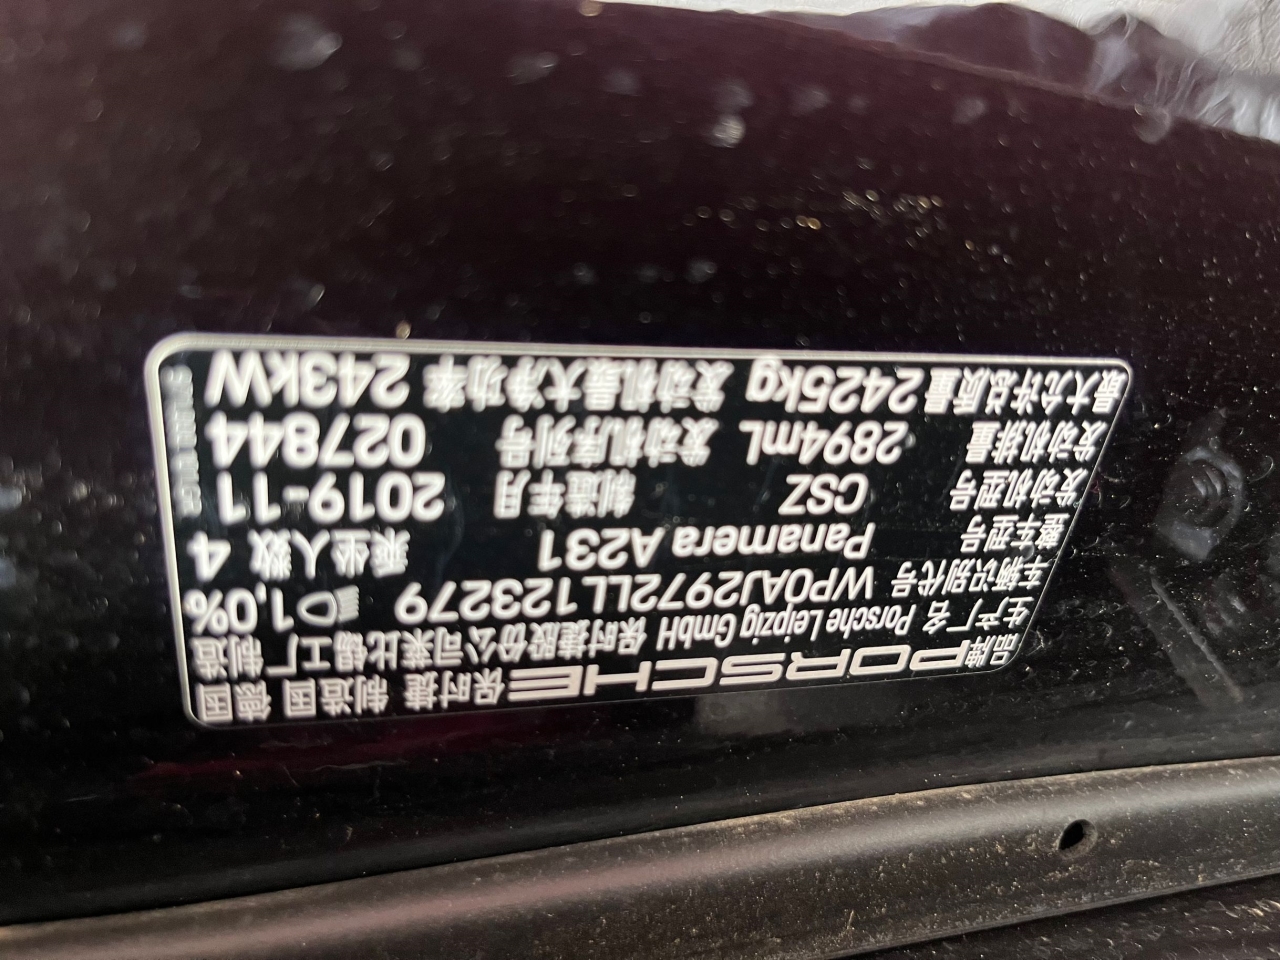 品牌 PORSCHE 保时捷 制造国 德国
生产厂名 Porsche Leipzig GmbH 保时捷股份公司莱比锡工厂制造
车辆识别代号 WP0AJ2972LL123279 1,0%
整车型号 Panamera A231 乘坐人数 4
发动机型号 CSZ 制造年月 2019-11
发动机排量 2894mL 发动机序列号 027844
最大允许总质量 2425kg 发动机最大净功率 243kW